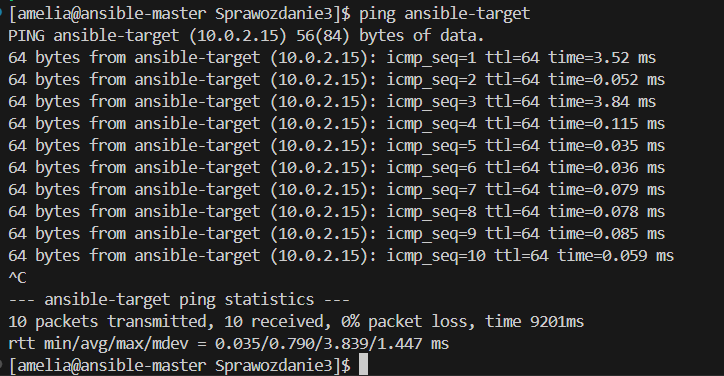 [amelia@ansible-master Sprawozdanie3]$ ping ansible-target
PING ansible-target (10.0.2.15) 56(84) bytes of data.
64 bytes from ansible-target (10.0.2.15): icmp_seq=1 ttl=64 time=3.52 ms
64 bytes from ansible-target (10.0.2.15): icmp_seq=2 ttl=64 time=0.052 ms
64 bytes from ansible-target (10.0.2.15): icmp_seq=3 ttl=64 time=3.84 ms
64 bytes from ansible-target (10.0.2.15): icmp_seq=4 ttl=64 time=0.115 ms
64 bytes from ansible-target (10.0.2.15): icmp_seq=5 ttl=64 time=0.035 ms
64 bytes from ansible-target (10.0.2.15): icmp_seq=6 ttl=64 time=0.036 ms
64 bytes from ansible-target (10.0.2.15): icmp_seq=7 ttl=64 time=0.079 ms
64 bytes from ansible-target (10.0.2.15): icmp_seq=8 ttl=64 time=0.078 ms
64 bytes from ansible-target (10.0.2.15): icmp_seq=9 ttl=64 time=0.085 ms
64 bytes from ansible-target (10.0.2.15): icmp_seq=10 ttl=64 time=0.059 ms
^C
--- ansible-target ping statistics ---
10 packets transmitted, 10 received, 0% packet loss, time 9201ms
rtt min/avg/max/mdev = 0.035/0.790/3.839/1.447 ms
[amelia@ansible-master Sprawozdanie3]$